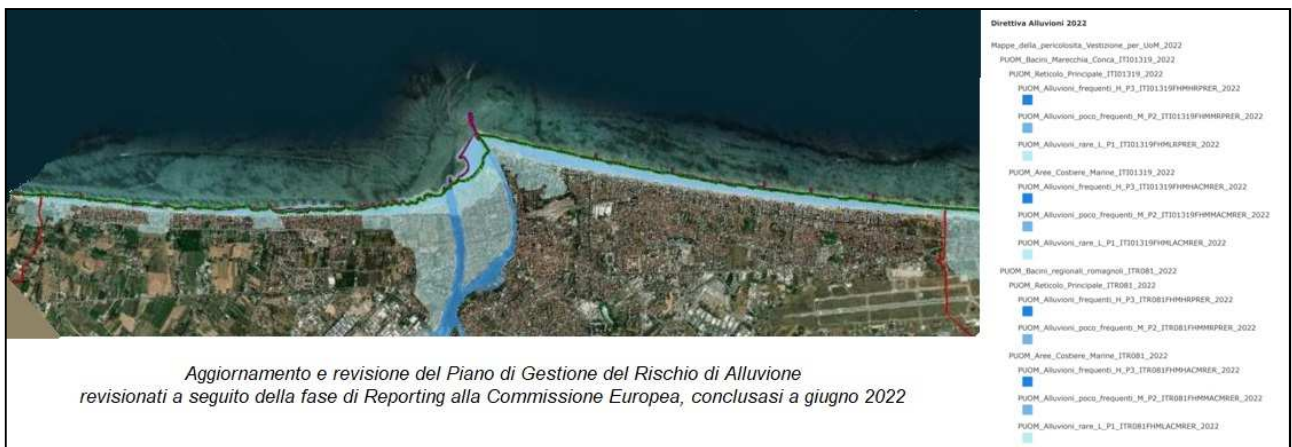 Direttiva Alluvioni 2022
Mappe_della_pericolosita_Vestizione_per_UoM_2022
PUOM_Bacini_Marecchia_Conca_ITI01319_2022
PUOM_Reticolo_Principale_ITI01319_2022
PUOM_Alluvioni_frequenti_H_P3_ITI01319FHMHRPRER_2022
PUOM_Alluvioni_poco_frequenti_M_P2_ITI01319FHMMRPRER_2022
PUOM_Alluvioni_rare_L_P1_ITI01319FHMLRPRER_2022
PUOM_Aree_Costiere_Marine_ITI01319_2022
PUOM_Alluvioni_frequenti_H_P3_ITI01319FHMHACMRER_2022
PUOM_Alluvioni_poco_frequenti_M_P2_ITI01319FHMMACMRER_2022
PUOM_Alluvioni_rare_L_P1_ITI01319FHMLACMRER_2022
PUOM_Bacini_regionali_romagnoli_ITR081_2022
PUOM_Reticolo_Principale_ITR081_2022
PUOM_Alluvioni_frequenti_H_P3_ITR081FHMHRPRER_2022
PUOM_Alluvioni_poco_frequenti_M_P2_ITR081FHMMRPRER_2022
PUOM_Aree_Costiere_Marine_ITR081_2022
PUOM_Alluvioni_frequenti_H_P3_ITR081FHMHACMRER_2022
PUOM_Alluvioni_poco_frequenti_M_P2_ITR081FHMMACMRER_2022
PUOM_Alluvioni_rare_L_P1_ITR081FHMLACMRER_2022
Aggiornamento e revisione del Piano di Gestione del Rischio di Alluvione
revisionati a seguito della fase di Reporting alla Commissione Europea, conclusasi a giugno 2022